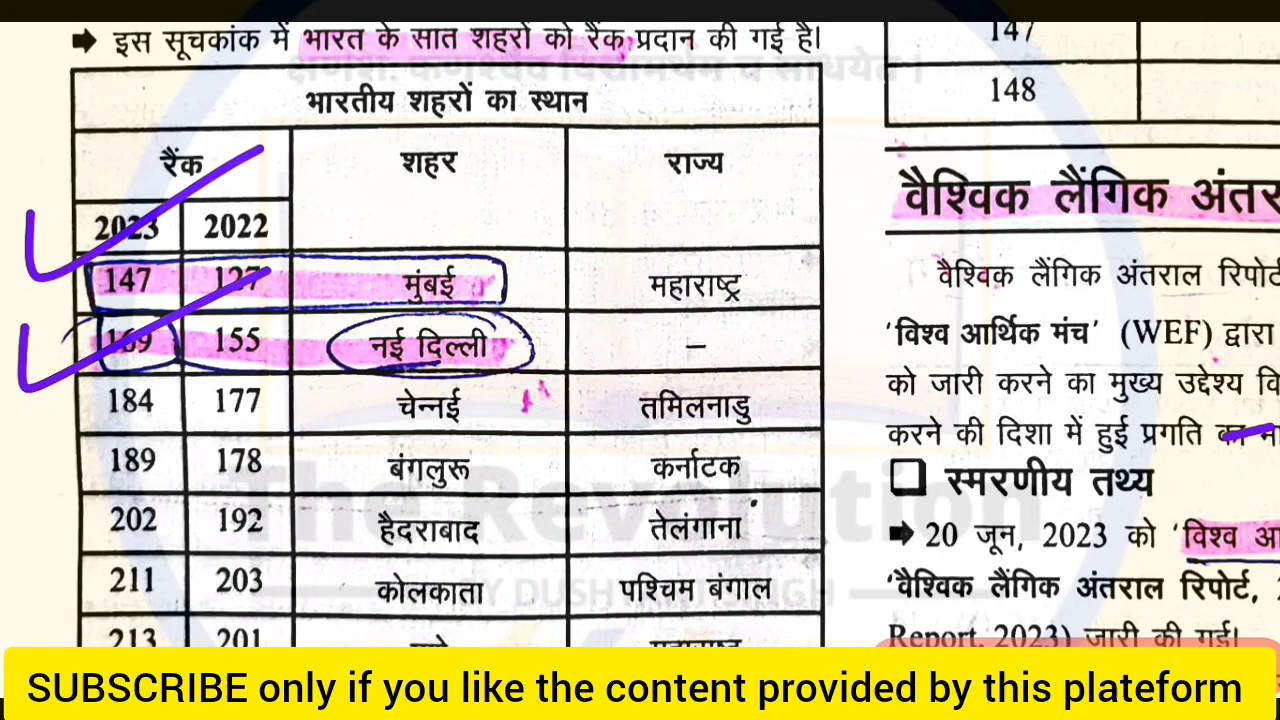 ➡ इस सूचकांक में भारत के सात शहरों को रैंक प्रदान की गई है।
भारतीय शहरों का स्थान
रैंक शहर राज्य
2023 2022
147 127 मुंबई महाराष्ट्र
169 155 नई दिल्ली –
184 177 चेन्नई तमिलनाडु
189 178 बंगलुरू कर्नाटक
202 192 हैदराबाद तेलंगाना
211 203 कोलकाता पश्चिम बंगाल
213 201
147
148
वैश्विक लैंगिक
वैश्विक लैंगिक अंतराल
'विश्व आर्थिक मंच' (WEF) द्वारा
को जारी करने का मुख्य उद्देश्य
करने की दिशा में हुई प्रगति का
❑ स्मरणीय तथ्य
➡ 20 जून, 2023 को 'विश्व
'वैश्विक लैंगिक अंतराल रिपोर्ट,
Report, 2023) जारी की गई।
The Revolution
SUBSCRIBE only if you like the content provided by this plateform